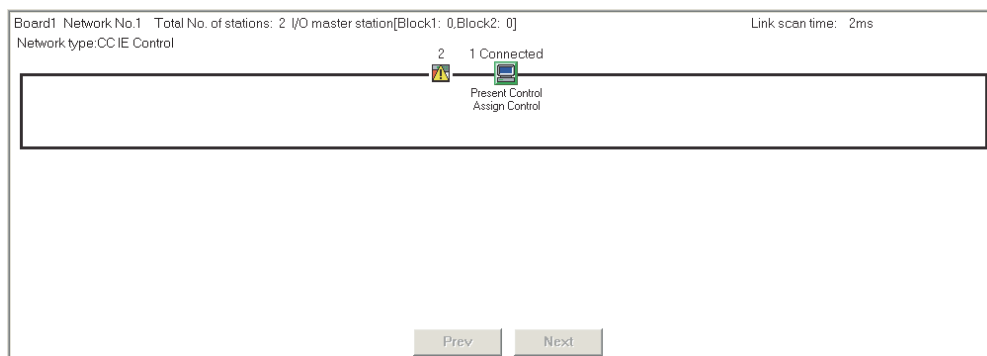 Board1 Network No.1 Total No. of stations: 2 I/O master station[Block1: 0,Block2: 0] Link scan time: 2ms
Network type:CC IE Control
2 1 Connected
Present Control
Assign Control
Prev Next